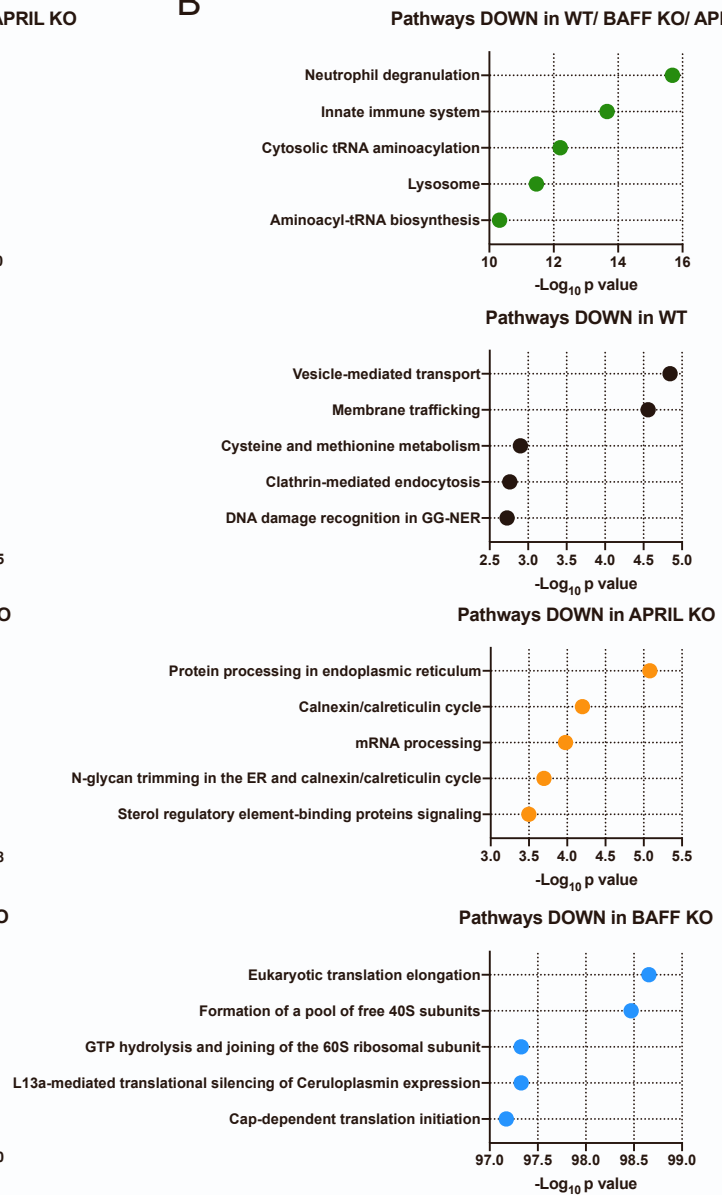 APRIL KO
B
Pathways DOWN in WT/ BAFF KO/ API
Neutrophil degranulation
Innate immune system
Cytosolic tRNA aminoacylation
Lysosome
Aminoacyl-tRNA biosynthesis
10 12 14 16
-Log10 p value
Pathways DOWN in WT
Vesicle-mediated transport
Membrane trafficking
Cysteine and methionine metabolism
Clathrin-mediated endocytosis
DNA damage recognition in GG-NER
2.5 3.0 3.5 4.0 4.5 5.0
-Log10 p value
Pathways DOWN in APRIL KO
Protein processing in endoplasmic reticulum
Calnexin/calreticulin cycle
mRNA processing
N-glycan trimming in the ER and calnexin/calreticulin cycle
Sterol regulatory element-binding proteins signaling
3.0 3.5 4.0 4.5 5.0 5.5
-Log10 p value
Pathways DOWN in BAFF KO
Eukaryotic translation elongation
Formation of a pool of free 40S subunits
GTP hydrolysis and joining of the 60S ribosomal subunit
L13a-mediated translational silencing of Ceruloplasmin expression
Cap-dependent translation initiation
97.0 97.5 98.0 98.5 99.0
-Log10 p value